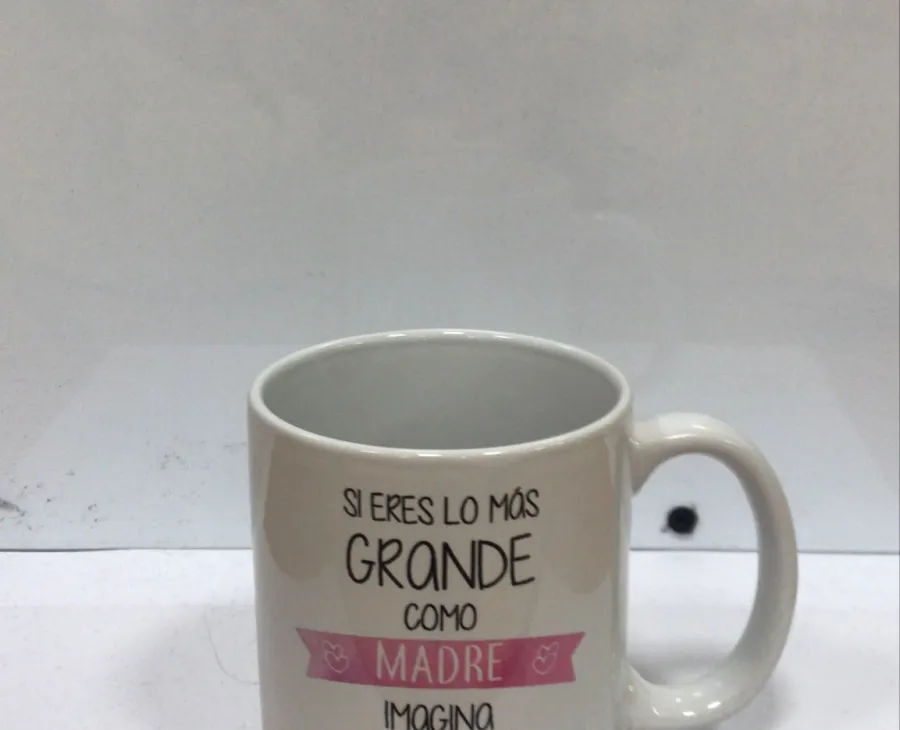 SI ERES LO MÁS
GRANDE
COMO
MADRE
IMAGINA